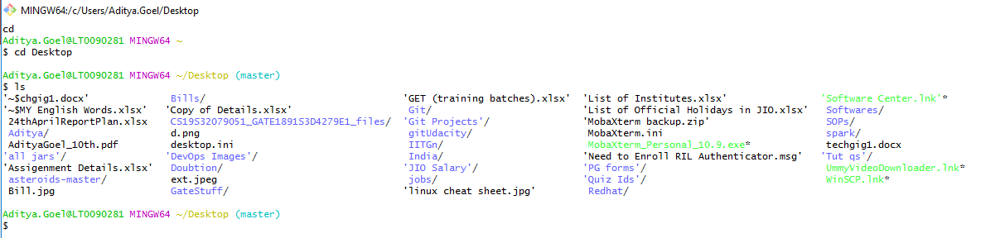 MINGW64:/c/Users/Aditya.Goel/Desktop
cd
Aditya.Goel@LT0090281 MINGW64 ~
$ cd Desktop
Aditya.Goel@LT0090281 MINGW64 ~/Desktop (master)
$ ls
'~$chgig1.docx' Bills/ 'GET (training batches).xlsx' 'List of Institutes.xlsx' 'Software Center.lnk'*
'~$MY English Words.xlsx' 'Copy of Details.xlsx' Git/ 'List of Official Holidays in JIO.xlsx' Softwares/
24thAprilReportPlan.xlsx CS19S32079051_GATE1891S3D4279E1_files/ 'Git Projects'/ 'MobaXterm backup.zip' SOPs/
Aditya/ d.png gitUdacity/ MobaXterm.ini spark/
AdityaGoel_10th.pdf desktop.ini IITGn/ MobaXterm_Personal_10.9.exe* techgig1.docx
'all jars'/ 'DevOps Images'/ India/ 'Need to Enroll RIL Authenticator.msg' 'Tut qs'/
'Assignment Details.xlsx' Doubtion/ 'JIO Salary'/ 'PG forms'/ UmmyVideoDownloader.lnk*
asteroids-master/ ext.jpeg jobs/ 'Quiz Ids'/ WinSCP.lnk*
Bill.jpg GateStuff/ 'linux cheat sheet.jpg' Redhat/
Aditya.Goel@LT0090281 MINGW64 ~/Desktop (master)
$